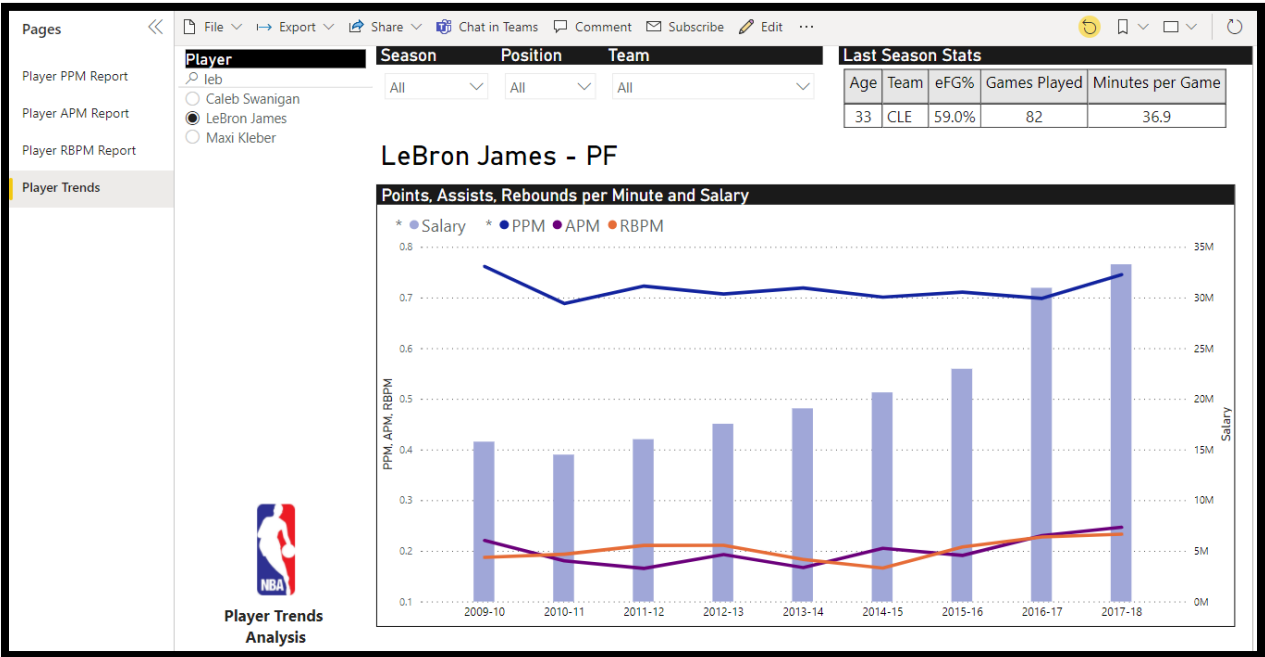 Pages
File Export Share Chat in Teams Comment Subscribe Edit ...
Player PPM Report
Player APM Report
Player RBPM Report
Player Trends
Player
leb
Caleb Swanigan
LeBron James
Maxi Kleber
Season Position Team
All All All
Last Season Stats
Age Team eFG% Games Played Minutes per Game
33 CLE 59.0% 82 36.9
LeBron James - PF
Points, Assists, Rebounds per Minute and Salary
* Salary * PPM APM RBPM
0.8 35M
0.7 30M
0.6 25M
0.5 20M
0.4 15M
0.3 10M
0.2 5M
0.1 0M
PPM, APM, RBPM
Salary
2009-10 2010-11 2011-12 2012-13 2013-14 2014-15 2015-16 2016-17 2017-18
NBA
Player Trends
Analysis